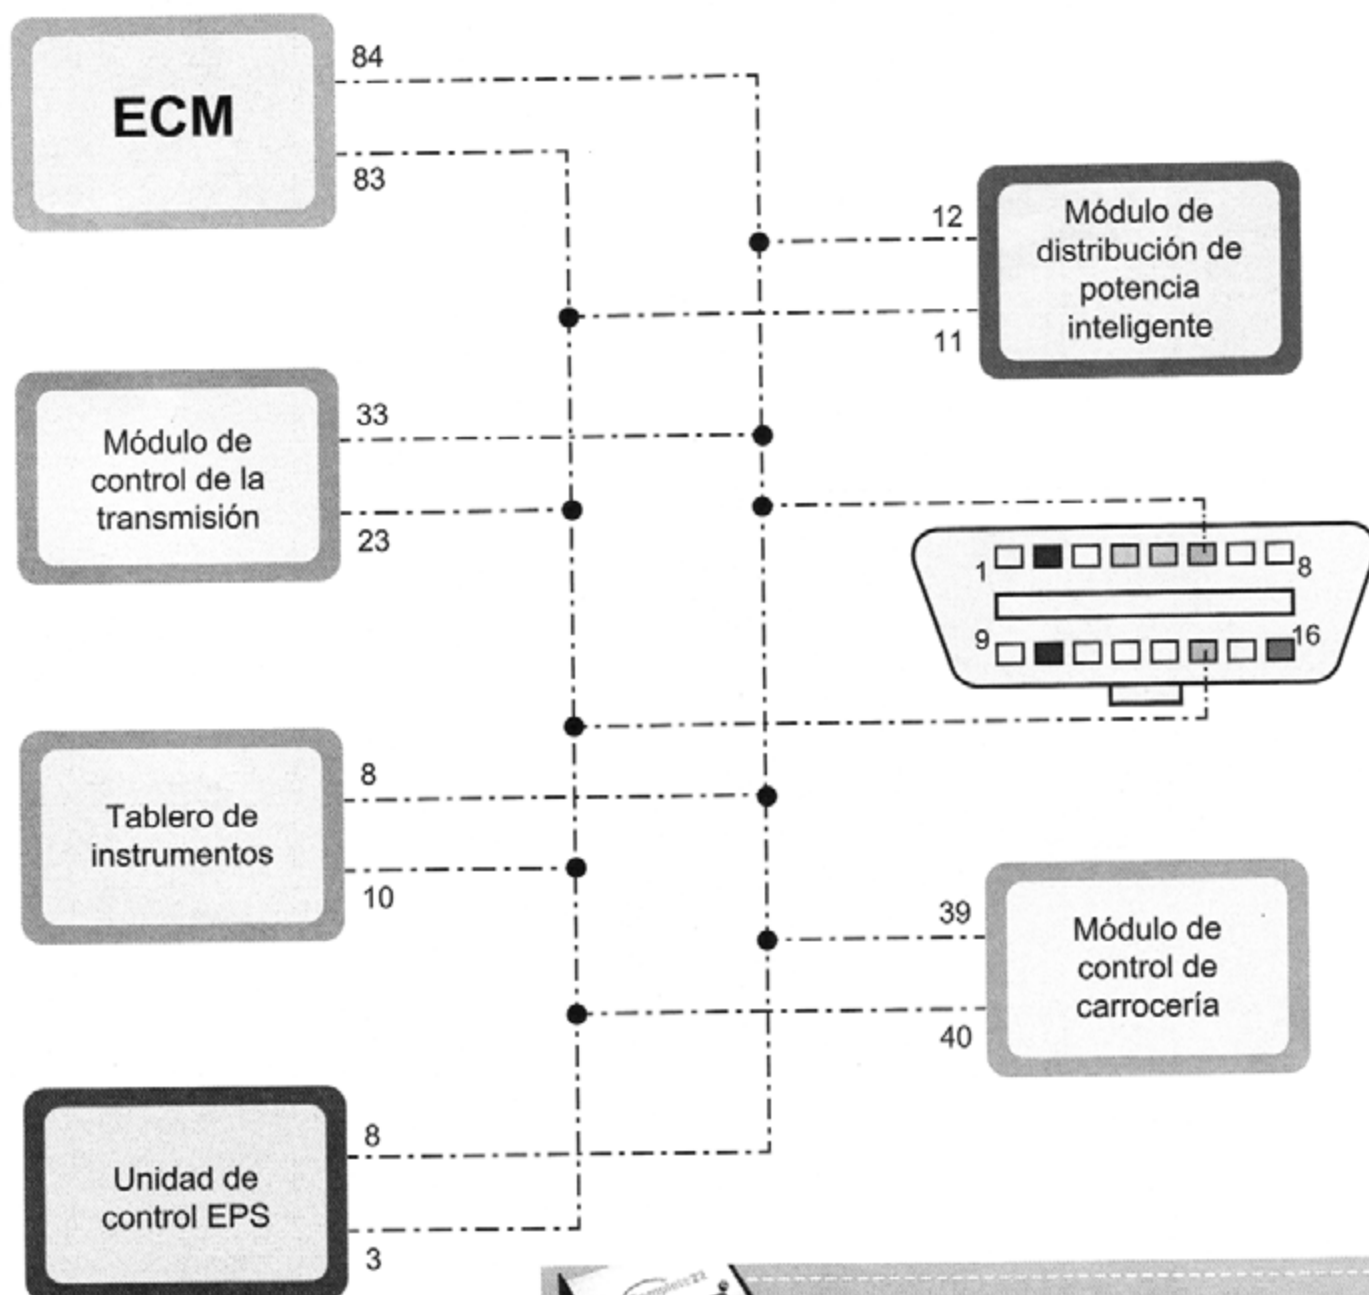 84
ECM
83
12
Módulo de
distribución de
potencia
inteligente
11
33
Módulo de
control de la
transmisión
23
1
8
9
16
8
Tablero de
instrumentos
10
39
Módulo de
control de
carrocería
40
8
Unidad de
control EPS
3